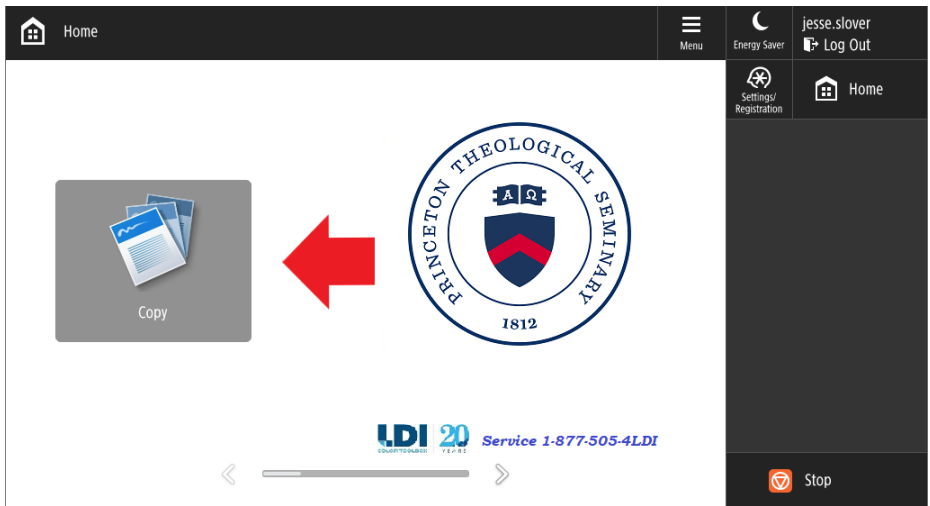 Home
Menu
Energy Saver
jesse.slover
Log Out
Settings/
Registration
Home
Copy
PRINCETON THEOLOGICAL SEMINARY
Α Ω
1812
LDI 20
YEARS
Service 1-877-505-4LDI
Stop